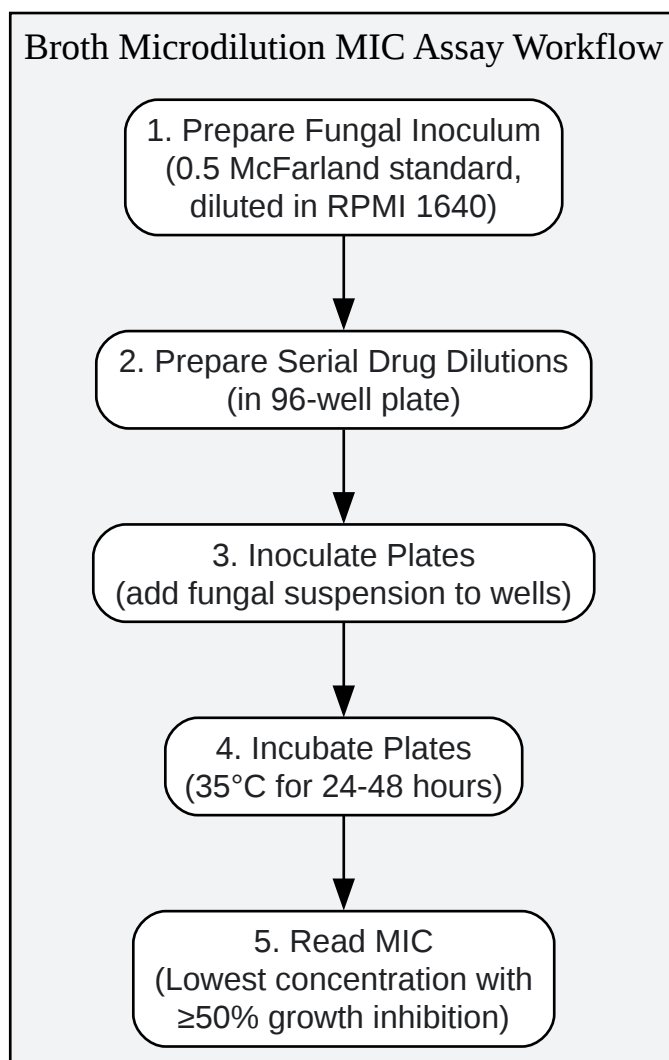 Broth Microdilution MIC Assay Workflow
1. Prepare Fungal Inoculum
(0.5 McFarland standard,
diluted in RPMI 1640)
2. Prepare Serial Drug Dilutions
(in 96-well plate)
3. Inoculate Plates
(add fungal suspension to wells)
4. Incubate Plates
(35°C for 24-48 hours)
5. Read MIC
(Lowest concentration with
≥50% growth inhibition)